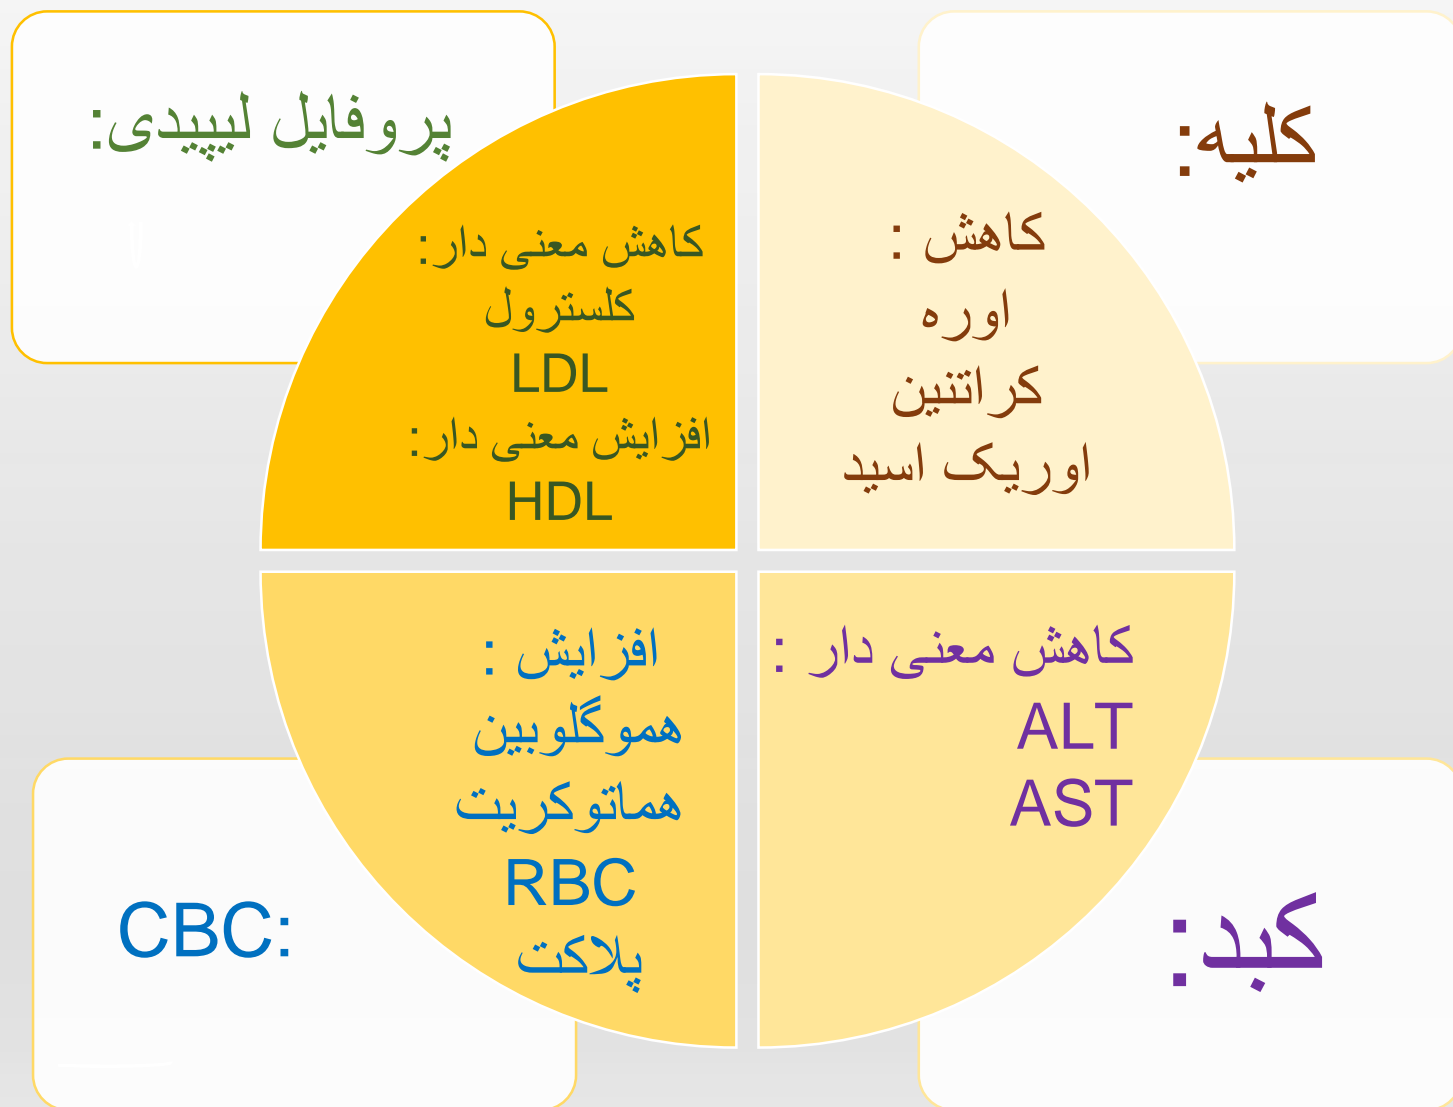 کلیه:
کاهش :
اوره
کراتنین
اوریک اسید
پروفایل لیپیدی:
کاهش معنی دار:
کلسترول
LDL
افزایش معنی دار:
HDL
کاهش معنی دار :
ALT
AST
کبد:
افزایش :
هموگلوبین
هماتوکریت
RBC
پلاکت
CBC: